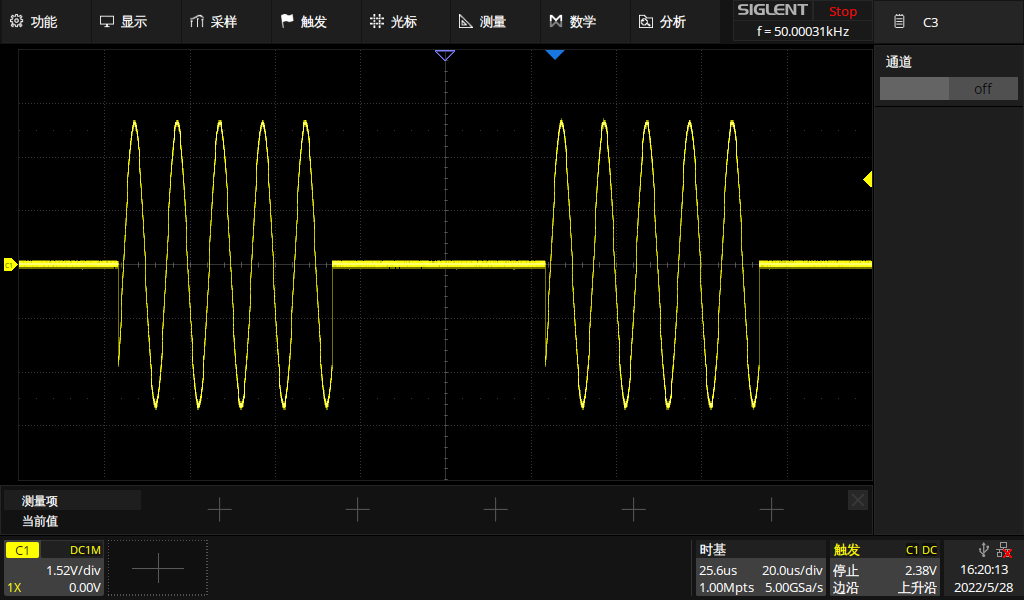 功能 显示 采样 触发 光标 测量 数学 分析 SIGLENT Stop
f = 50.00031kHz
C3
通道
off
C1
测量项
当前值
C1 DC1M
1.52V/div
1X 0.00V
时基
25.6us 20.0us/div
1.00Mpts 5.00GSa/s
触发 C1 DC
停止 2.38V
边沿 上升沿
16:20:13
2022/5/28